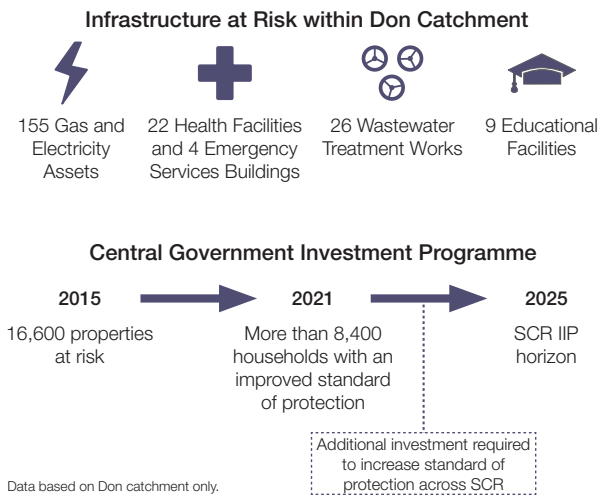 Infrastructure at Risk within Don Catchment
155 Gas and
Electricity
Assets
22 Health Facilities
and 4 Emergency
Services Buildings
26 Wastewater
Treatment Works
9 Educational
Facilities
Central Government Investment Programme
2015
16,600 properties
at risk
2021
More than 8,400
households with an
improved standard
of protection
2025
SCR IIP
horizon
Additional investment required
to increase standard of
protection across SCR
Data based on Don catchment only.